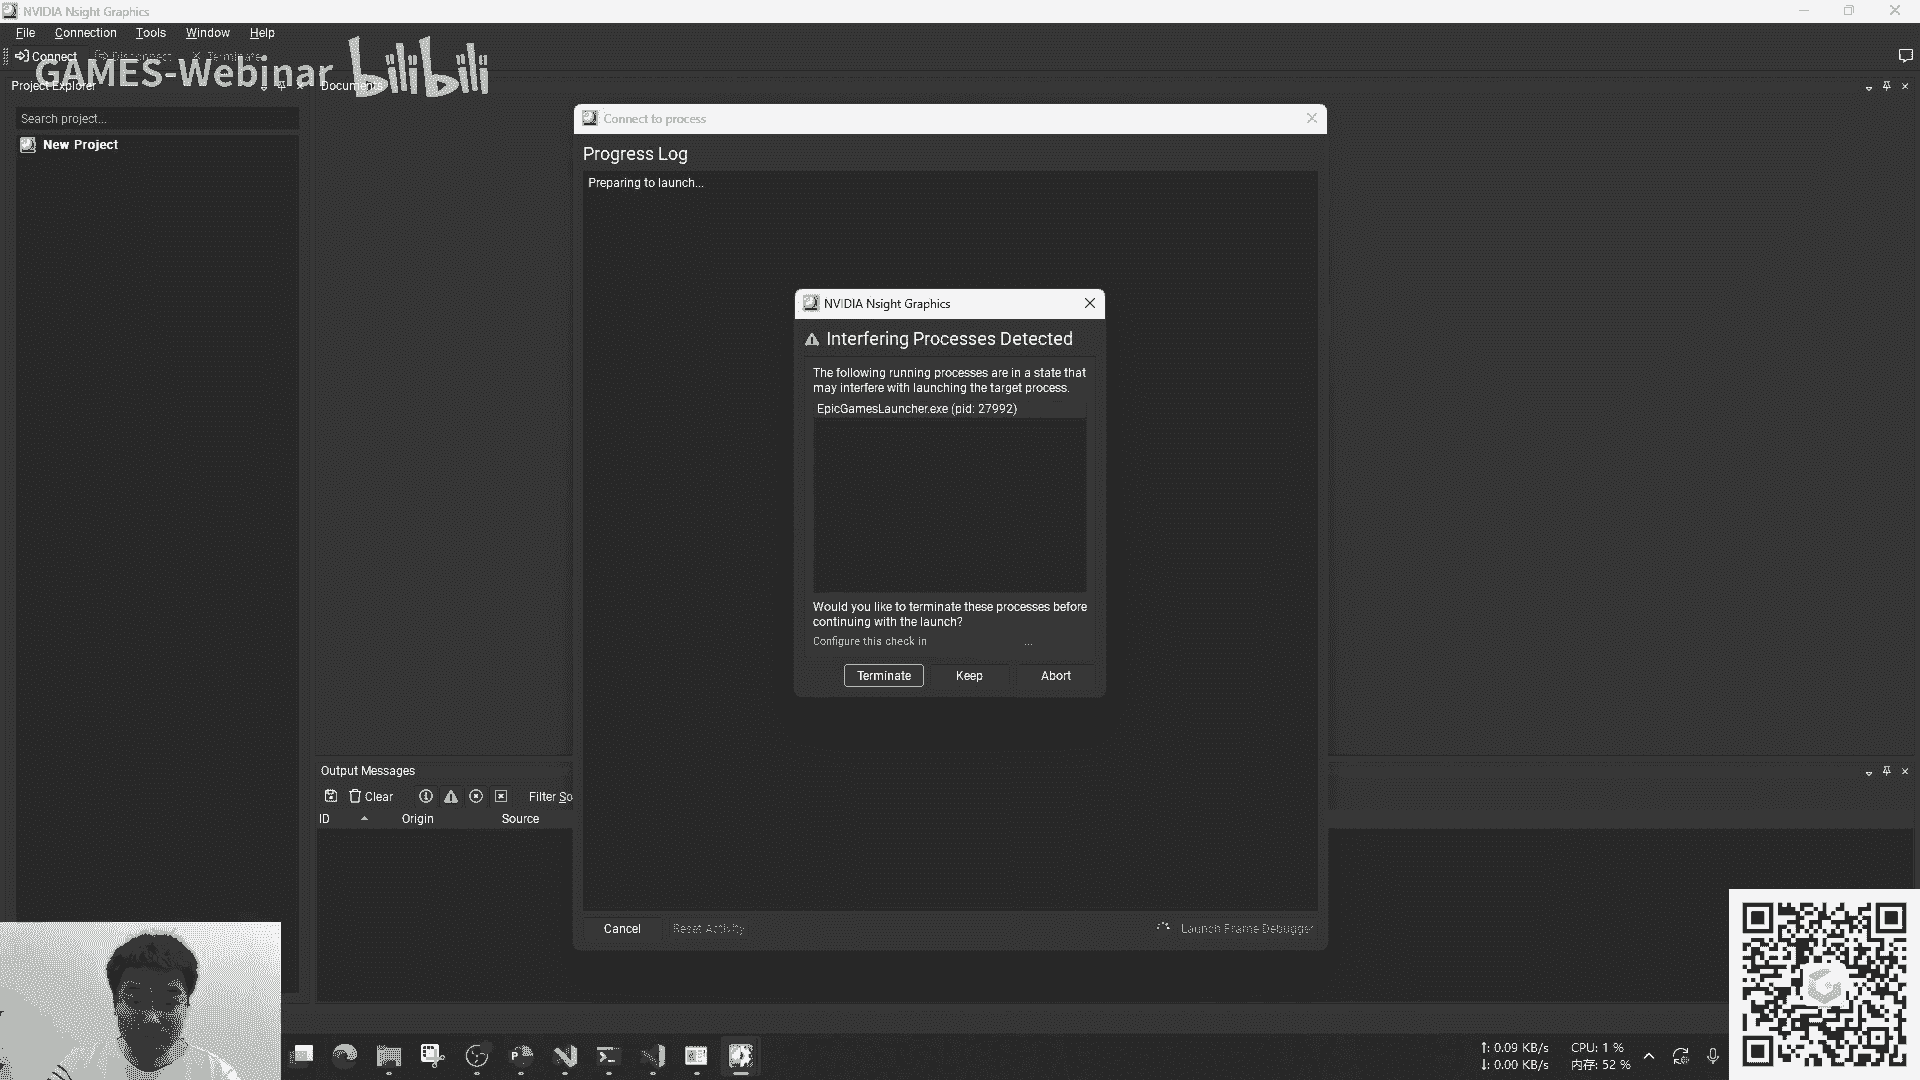 NVIDIA Nsight Graphics
File Connection Tools Window Help
Connect Disconnect Terminate
GAMES-Webinar bilibili
Project Explorer
Documents
Search project...
New Project
Connect to process
Progress Log
Preparing to launch...
NVIDIA Nsight Graphics
Interfering Processes Detected
The following running processes are in a state that
may interfere with launching the target process.
EpicGamesLauncher.exe (pid: 27992)
Would you like to terminate these processes before
continuing with the launch?
Configure this check in ...
Terminate Keep Abort
Output Messages
Clear
Filter So
ID Origin Source
Cancel Reset Activity Launch Frame Debugger
↑: 0.09 KB/s CPU: 1 %
↓: 0.00 KB/s 内存: 52 %